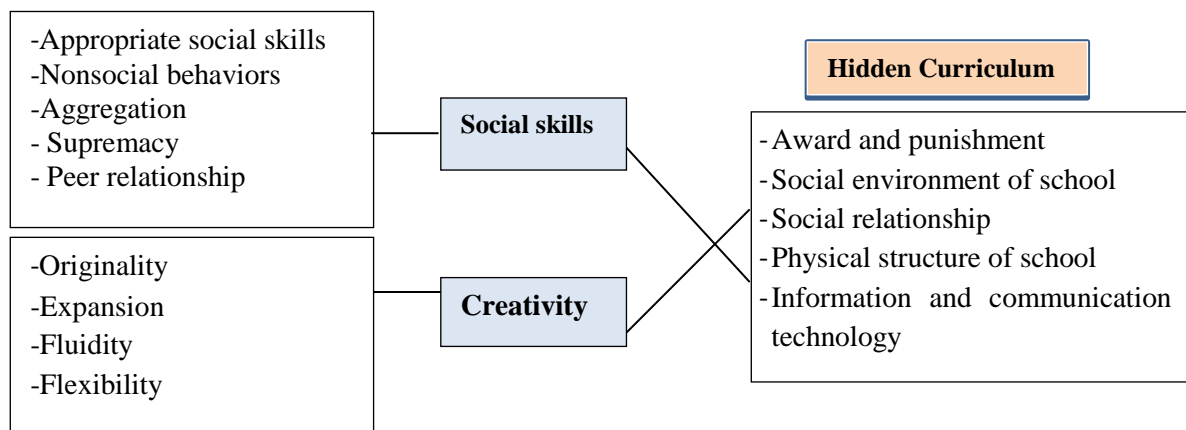 -Appropriate social skills
-Nonsocial behaviors
-Aggregation
- Supremacy
- Peer relationship
-Originality
-Expansion
-Fluidity
-Flexibility
Social skills
Creativity
Hidden Curriculum
-Award and punishment
-Social environment of school
-Social relationship
-Physical structure of school
-Information and communication
technology